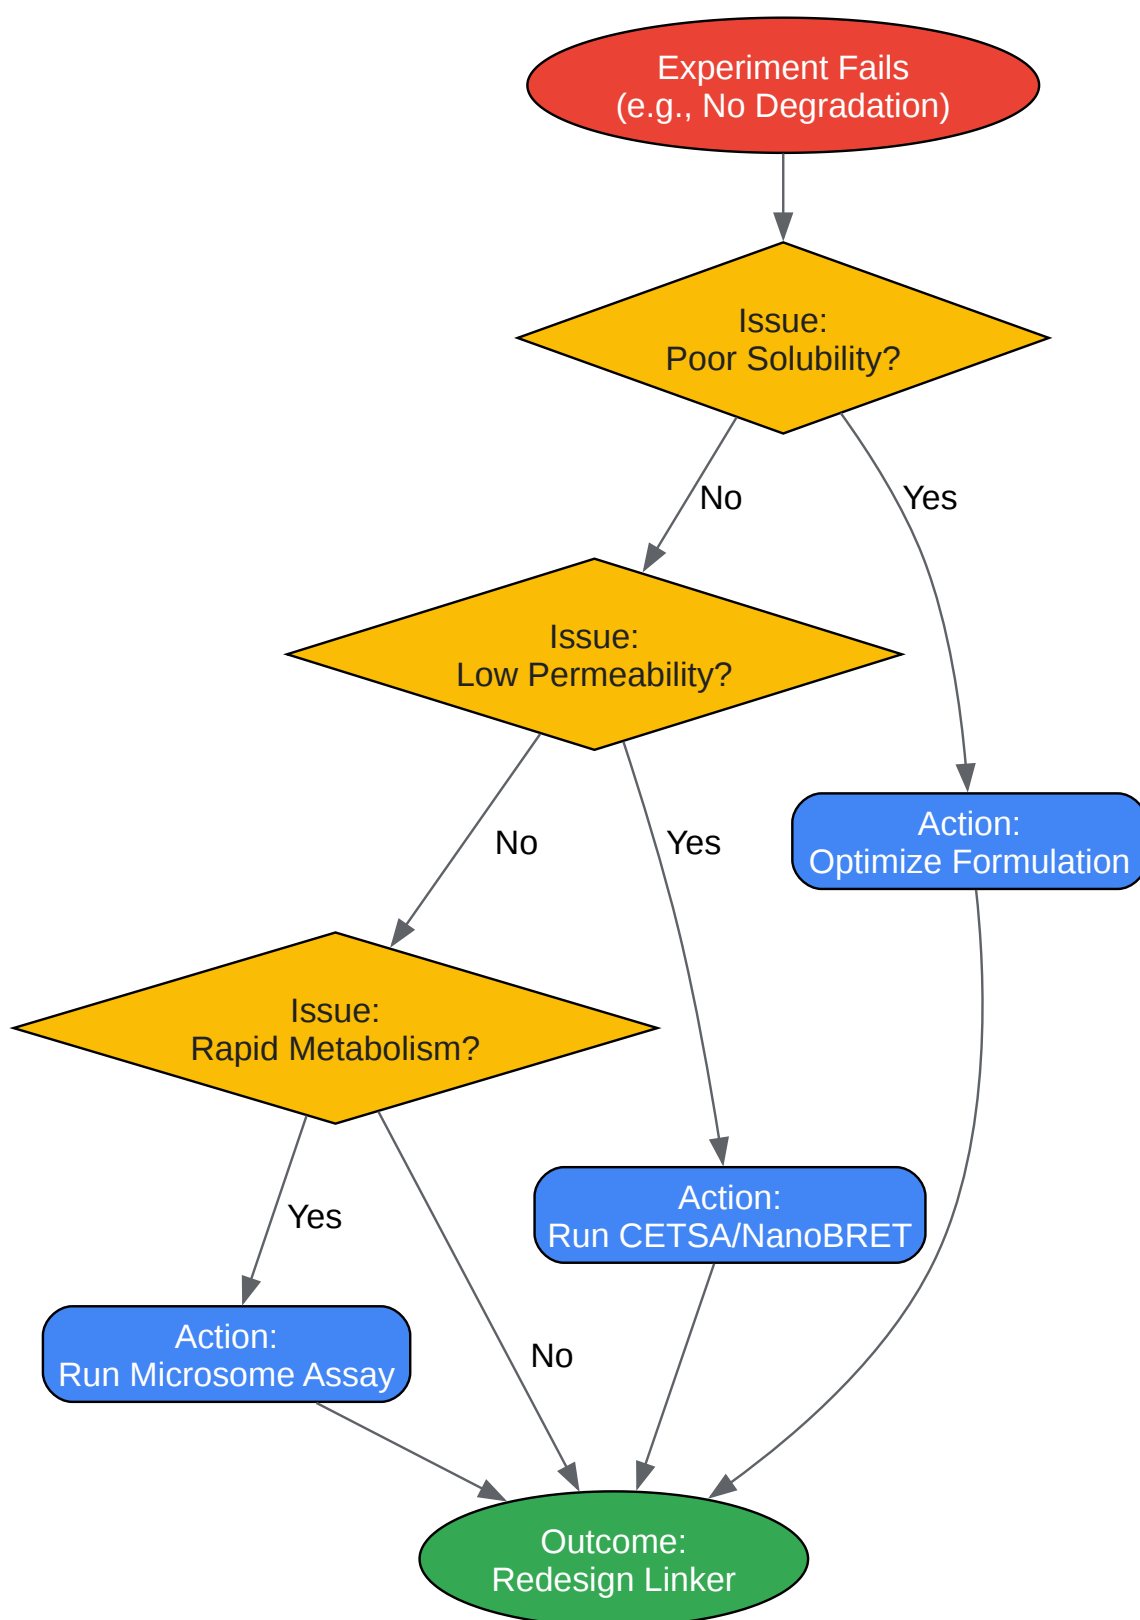 Experiment Fails
(e.g., No Degradation)
Issue:
Poor Solubility?
No
Yes
Issue:
Low Permeability?
No
Yes
Action:
Optimize Formulation
Issue:
Rapid Metabolism?
Yes
No
Action:
Run CETSA/NanoBRET
Action:
Run Microsome Assay
Outcome:
Redesign Linker